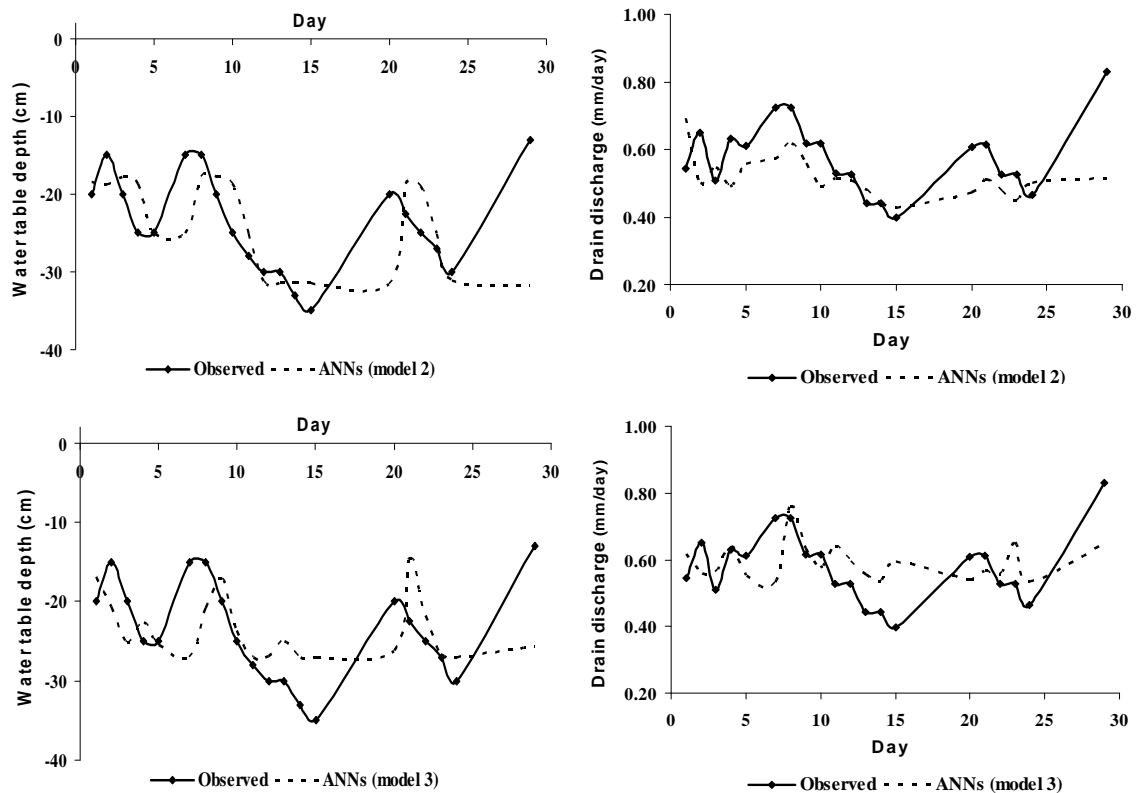 Day
0
0 5 10 15 20 25 30
-10
-20
-30
-40
Water table depth (cm)
Observed ANNs (model 2)
1.00
0.80
0.60
0.40
0.20
0 5 10 15 20 25 30
Drain discharge (mm/day)
Day
Observed ANNs (model 2)
Day
0
0 5 10 15 20 25 30
-10
-20
-30
-40
Water table depth (cm)
Observed ANNs (model 3)
1.00
0.80
0.60
0.40
0.20
0 5 10 15 20 25 30
Drain discharge (mm/day)
Day
Observed ANNs (model 3)